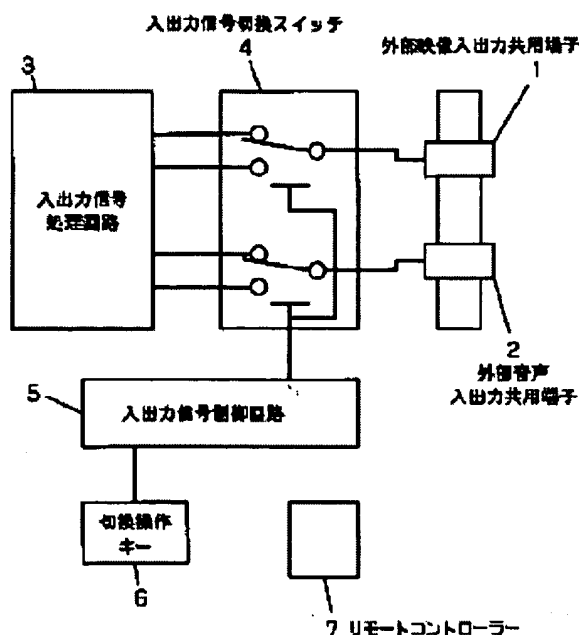 入出力信号切換スイッチ
4
外部映像入出力共用端子
1
3
入出力信号
処理回路
2
外部音声
入出力共用端子
5
入出力信号制御回路
切換操作
キー
6
7 リモートコントローラー